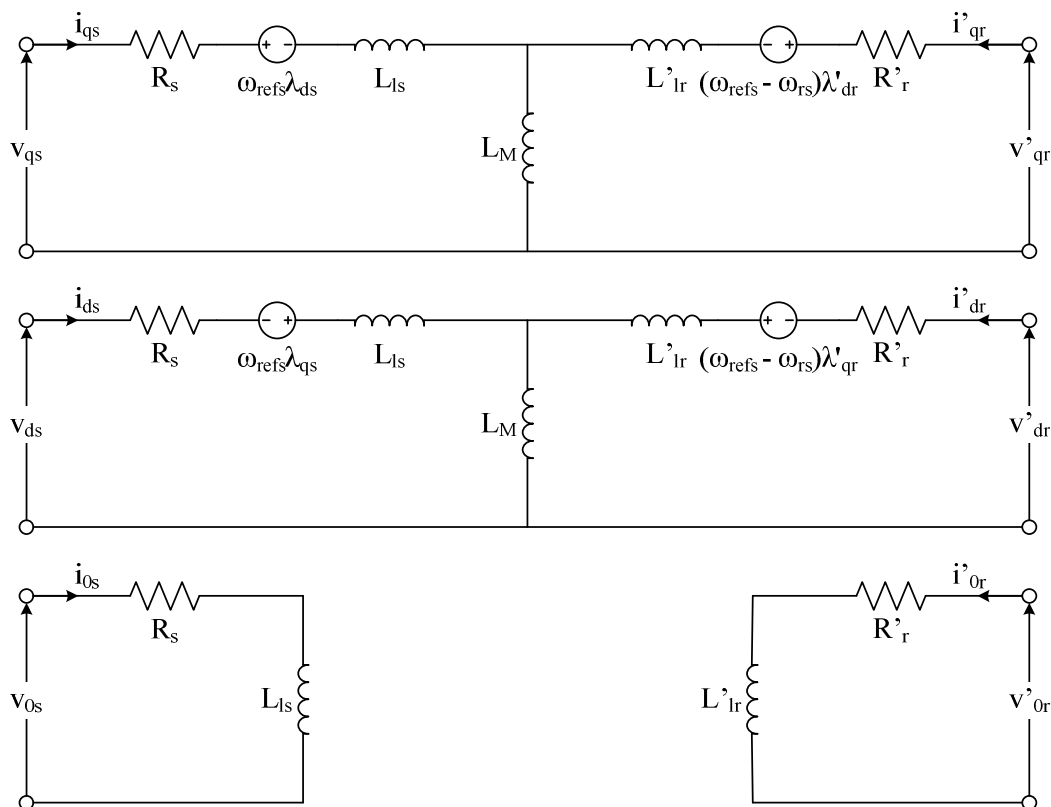 i_qs i'_qr
+ - - +
R_s ω_refs λ_ds L_ls L'_lr (ω_refs - ω_rs)λ'_dr R'_r
v_qs L_M v'_qr
i_ds i'_dr
- + + -
R_s ω_refs λ_qs L_ls L'_lr (ω_refs - ω_rs)λ'_qr R'_r
v_ds L_M v'_dr
i_0s i'_0r
R_s R'_r
v_0s L_ls L'_lr v'_0r